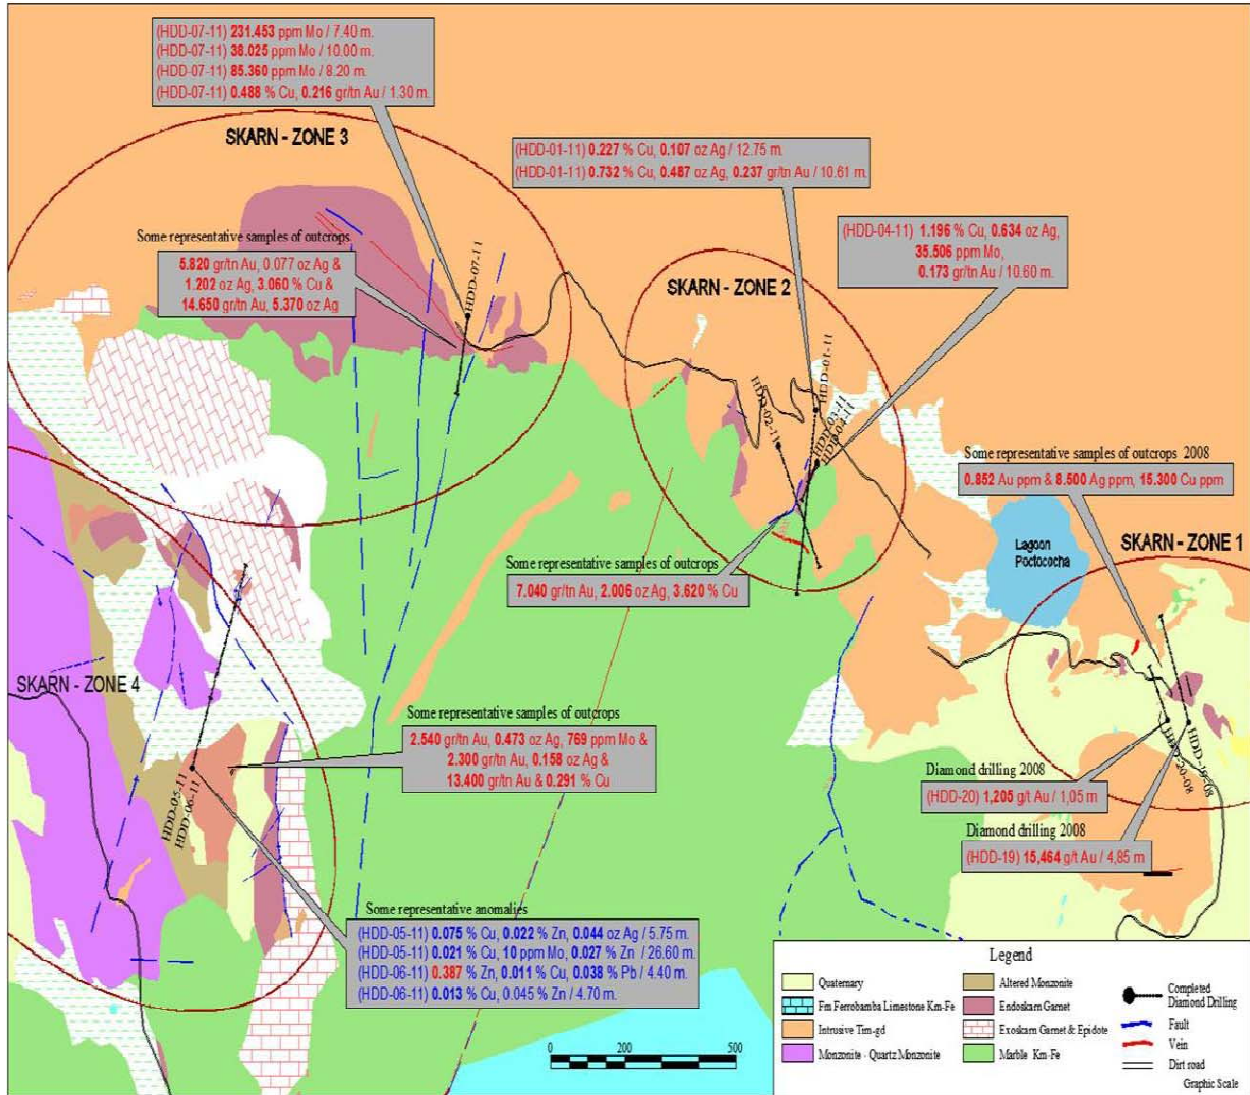 (HDD-07-11) 231.453 ppm Mo / 7.40 m.
(HDD-07-11) 36.025 ppm Mo / 10.00 m.
(HDD-07-11) 85.360 ppm Mo / 8.20 m.
(HDD-07-11) 0.488 % Cu, 0.216 gr/tn Au / 1.30 m.
SKARN - ZONE 3
(HDD-01-11) 0.227 % Cu, 0.107 oz Ag / 12.75 m.
(HDD-01-11) 0.732 % Cu, 0.487 oz Ag, 0.237 gr/tn Au / 10.61 m.
(HDD-04-11) 1.196 % Cu, 0.634 oz Ag,
35.506 ppm Mo,
0.173 gr/tn Au / 10.60 m.
Some representative samples of outcrops
5.820 gr/tn Au, 0.077 oz Ag &
1.202 oz Ag, 3.060 % Cu &
14.650 gr/tn Au, 5.370 oz Ag
HDD-07-11
SKARN - ZONE 2
HDD-01-11
HDD-02-11
HDD-03-11
HDD-04-11
Some representative samples of outcrops 2008
0.852 Au ppm & 8.500 Ag ppm, 15.300 Cu ppm
Lagoon
Poctococha
SKARN - ZONE 1
Some representative samples of outcrops
7.040 gr/tn Au, 2.006 oz Ag, 3.620 % Cu
SKARN - ZONE 4
Some representative samples of outcrops
2.540 gr/tn Au, 0.473 oz Ag, 769 ppm Mo &
2.300 gr/tn Au, 0.158 oz Ag &
13.400 gr/tn Au & 0.291 % Cu
HDD-05-11
HDD-06-11
HDD-19-08
HDD-20-08
Diamond drilling 2008
(HDD-20) 1,205 g/t Au / 1,05 m
Diamond drilling 2008
(HDD-19) 15,464 g/t Au / 4,85 m
Some representative anomalies
(HDD-05-11) 0.075 % Cu, 0.022 % Zn, 0.044 oz Ag / 5.75 m.
(HDD-05-11) 0.021 % Cu, 10 ppm Mo, 0.027 % Zn / 26.60 m.
(HDD-06-11) 0.387 % Zn, 0.011 % Cu, 0.038 % Pb / 4.40 m.
(HDD-06-11) 0.013 % Cu, 0.045 % Zn / 4.70 m.
0 200 500
Legend
Quaternary
Fm Ferrobamba Limestone Km-Fe
Intrusive Tim-gd
Monzonite - Quartz Monzonite
Altered Monzonite
Endoskarn Garnet
Exoskarn Garnet & Epidote
Marble Km-Fe
Completed
Diamond Drilling
Fault
Vein
Dirt road
Graphic Scale